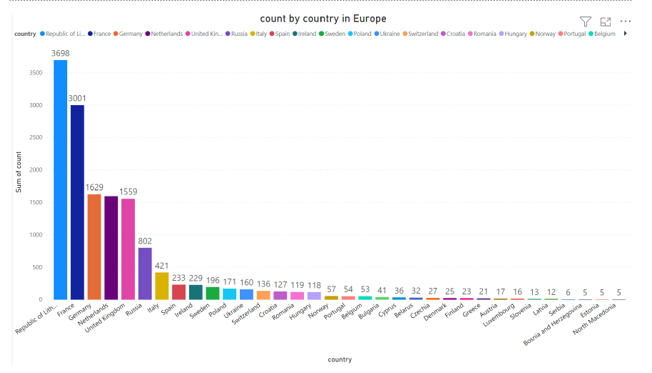 count by country in Europe
country Republic of Li... France Germany Netherlands United Kin... Russia Italy Spain Ireland Sweden Poland Ukraine Switzerland Croatia Romania Hungary Norway Portugal Belgium
3698
3500
3001
3000
2500
2000
1629
1559
1500
1000
802
500
421
233
229
196
171
160
136
127
119
118
57
54
53
41
36
32
27
25
23
21
17
16
13
12
6
5
5
5
0
Sum of count
Republic of Lith...
France
Germany
Netherlands
United Kingdom
Russia
Italy
Spain
Ireland
Sweden
Poland
Ukraine
Switzerland
Croatia
Romania
Hungary
Norway
Portugal
Belgium
Bulgaria
Cyprus
Belarus
Czechia
Denmark
Finland
Greece
Austria
Luxembourg
Slovenia
Latvia
Serbia
Bosnia and Herzegovina
Estonia
North Macedonia
country